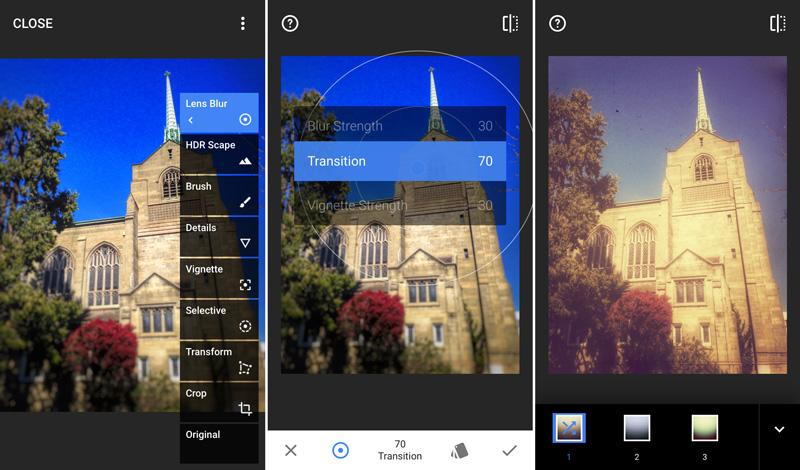 CLOSE
Lens Blur
HDR Scape
Brush
Details
Vignette
Selective
Transform
Crop
Original
Blur Strength 30
Transition 70
Vignette Strength 30
70
Transition
1
2
3